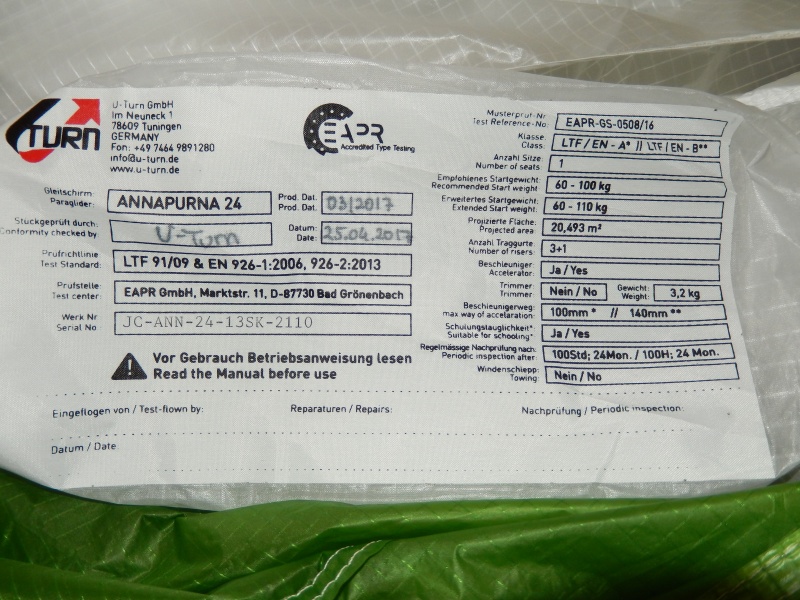 TURN
U-Turn GmbH
Im Neuneck 1
78609 Tuningen
GERMANY
Fon: +49 7464 9891280
info@u-turn.de
www.u-turn.de
EAPR
Accredited Type Testing
Gleitschirm:
Paraglider: ANNAPURNA 24
Prod. Dat.
Prod. Dat. 03/2017
Stückgeprüft durch:
Conformity checked by: U-Turn
Datum:
Date: 25.04.2017
Prüfrichtlinie
Test Standard: LTF 91/09 & EN 926-1:2006, 926-2:2013
Prüfstelle:
Test center: EAPR GmbH, Marktstr. 11, D-87730 Bad Grönenbach
Werk Nr
Serial No JC-ANN-24-13SK-2110
Vor Gebrauch Betriebsanweisung lesen
Read the Manual before use
Musterprüf-Nr:
Test Reference-No: EAPR-GS-0508/16
Klasse
Class: LTF/EN-A* // LTF/EN-B**
Anzahl Sitze:
Number of seats: 1
Empfohlenes Startgewicht:
Recommended Start weight 60 - 100 kg
Erweitertes Startgewicht:
Extended Start weight: 60 - 110 kg
Projizierte Fläche:
Projected area: 20,493 m²
Anzahl Traggurte:
Number of risers: 3+1
Beschleuniger:
Accelerator: Ja / Yes
Trimmer:
Trimmer: Nein / No
Gewicht:
Weight: 3,2 kg
Beschleunigerweg:
max way of accelaration: 100mm * // 140mm **
Schulungstauglichkeit*:
Suitable for schooling*: Ja / Yes
Regelmässige Nachprüfung nach:
Periodic inspection after: 100Std; 24Mon. / 100H; 24 Mon.
Windenschlepp:
Towing: Nein / No
Eingeflogen von / Test-flown by:
Reparaturen / Repairs:
Nachprüfung / Periodic inspection:
Datum / Date